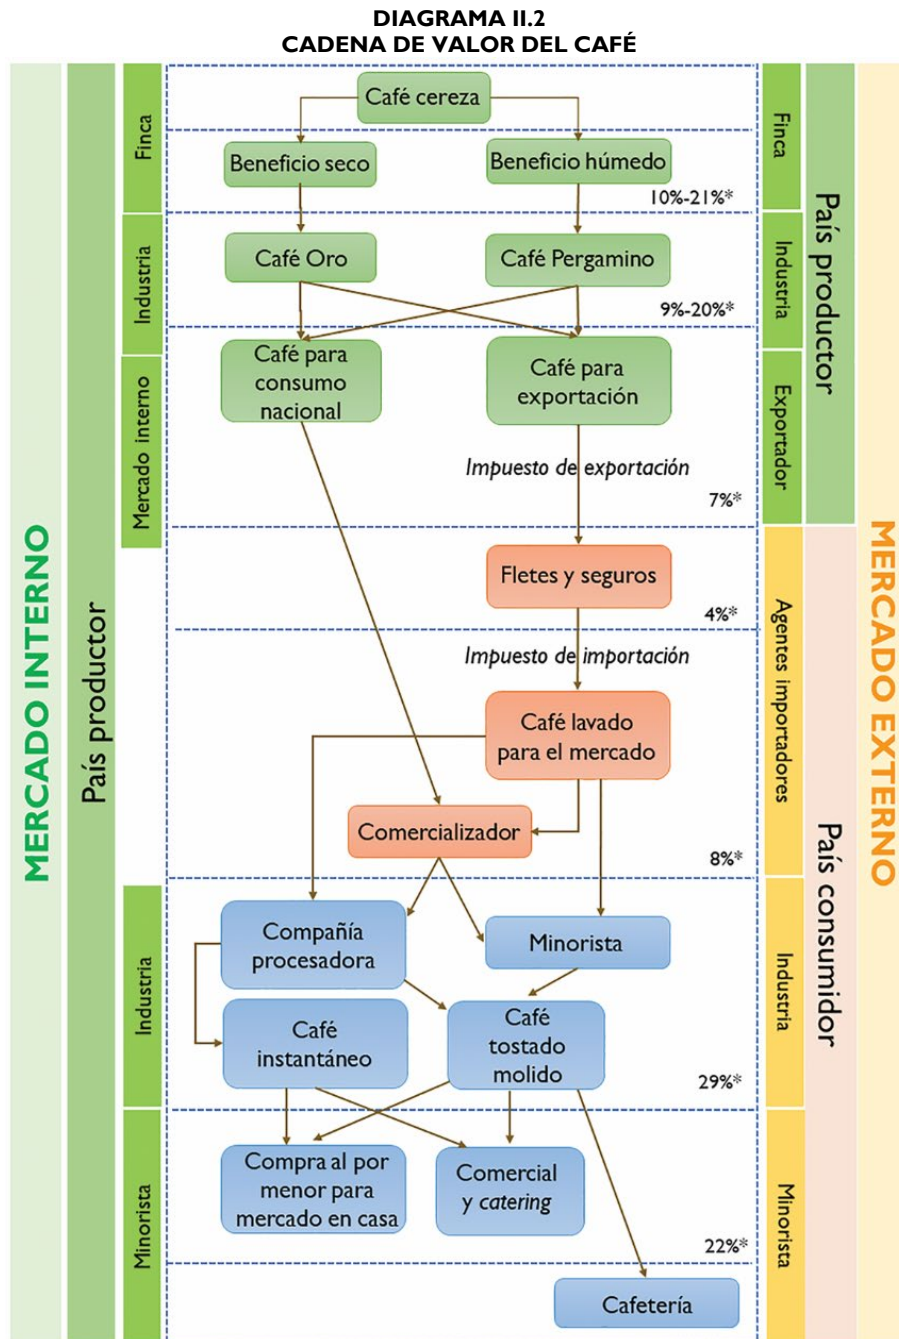 DIAGRAMA II.2
CADENA DE VALOR DEL CAFÉ
MERCADO INTERNO
País productor
Finca
Industria
Mercado interno
Industria
Minorista
Café cereza
Beneficio seco
Beneficio húmedo
10%-21%*
Café Oro
Café Pergamino
9%-20%*
Café para
consumo
nacional
Café para
exportación
Impuesto de exportación
7%*
Fletes y seguros
4%*
Impuesto de importación
Café lavado
para el mercado
Comercializador
8%*
Compañía
procesadora
Minorista
Café
instantáneo
Café
tostado
molido
29%*
Compra al por
menor para
mercado en casa
Comercial
y catering
22%*
Cafetería
Finca
Industria
Exportador
Agentes importadores
Industria
Minorista
País productor
País consumidor
MERCADO EXTERNO